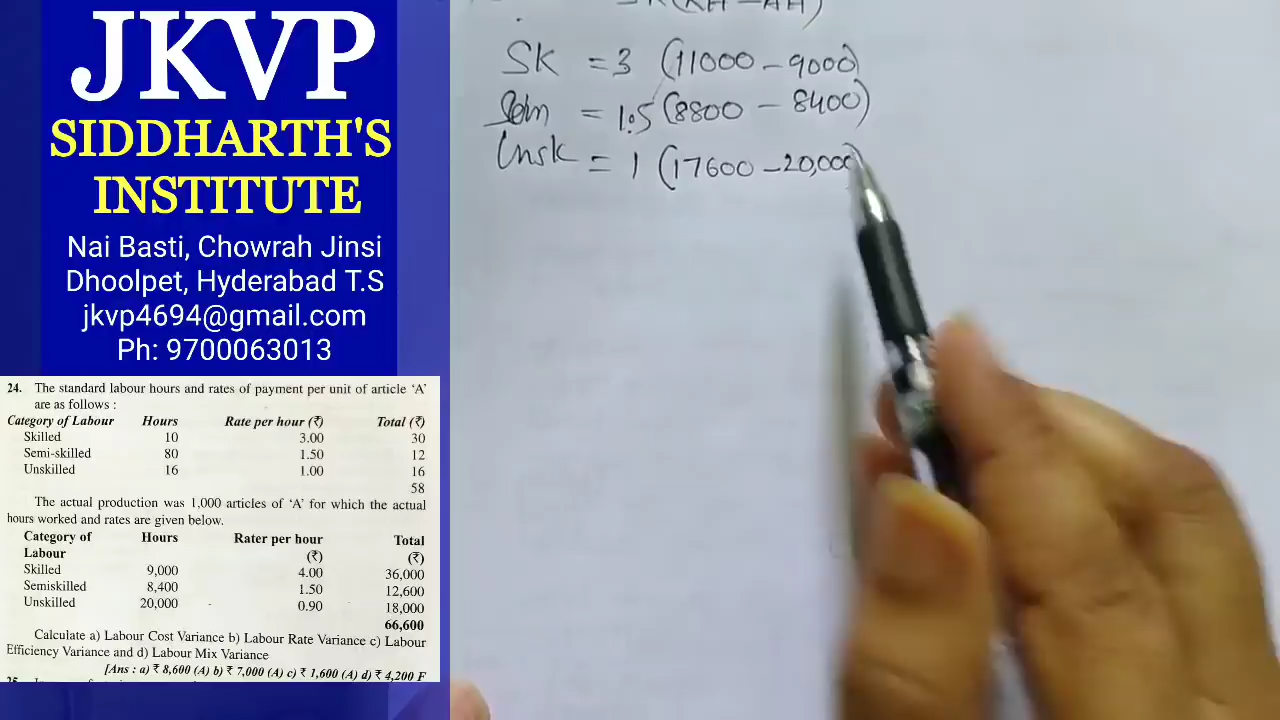 JKVP
SIDDHARTH'S
INSTITUTE
Nai Basti, Chowrah Jinsi
Dhoolpet, Hyderabad T.S
jkvp4694@gmail.com
Ph: 9700063013
24. The standard labour hours and rates of payment per unit of article 'A'
are as follows :
Category of Labour Hours Rate per hour (₹) Total (₹)
Skilled 10 3.00 30
Semi-skilled 80 1.50 12
Unskilled 16 1.00 16
58
The actual production was 1,000 articles of 'A' for which the actual
hours worked and rates are given below.
Category of Hours Rater per hour Total
Labour (₹) (₹)
Skilled 9,000 4.00 36,000
Semiskilled 8,400 1.50 12,600
Unskilled 20,000 0.90 18,000
66,600
Calculate a) Labour Cost Variance b) Labour Rate Variance c) Labour
Efficiency Variance and d) Labour Mix Variance
[Ans : a) ₹ 8,600 (A) b) ₹ 7,000 (A) c) ₹ 1,600 (A) d) ₹ 4,200 F
SK = 3 (11000 - 9000)
= 1.5 (8800 - 8400)
Unsk = 1 (17600 - 20,000)